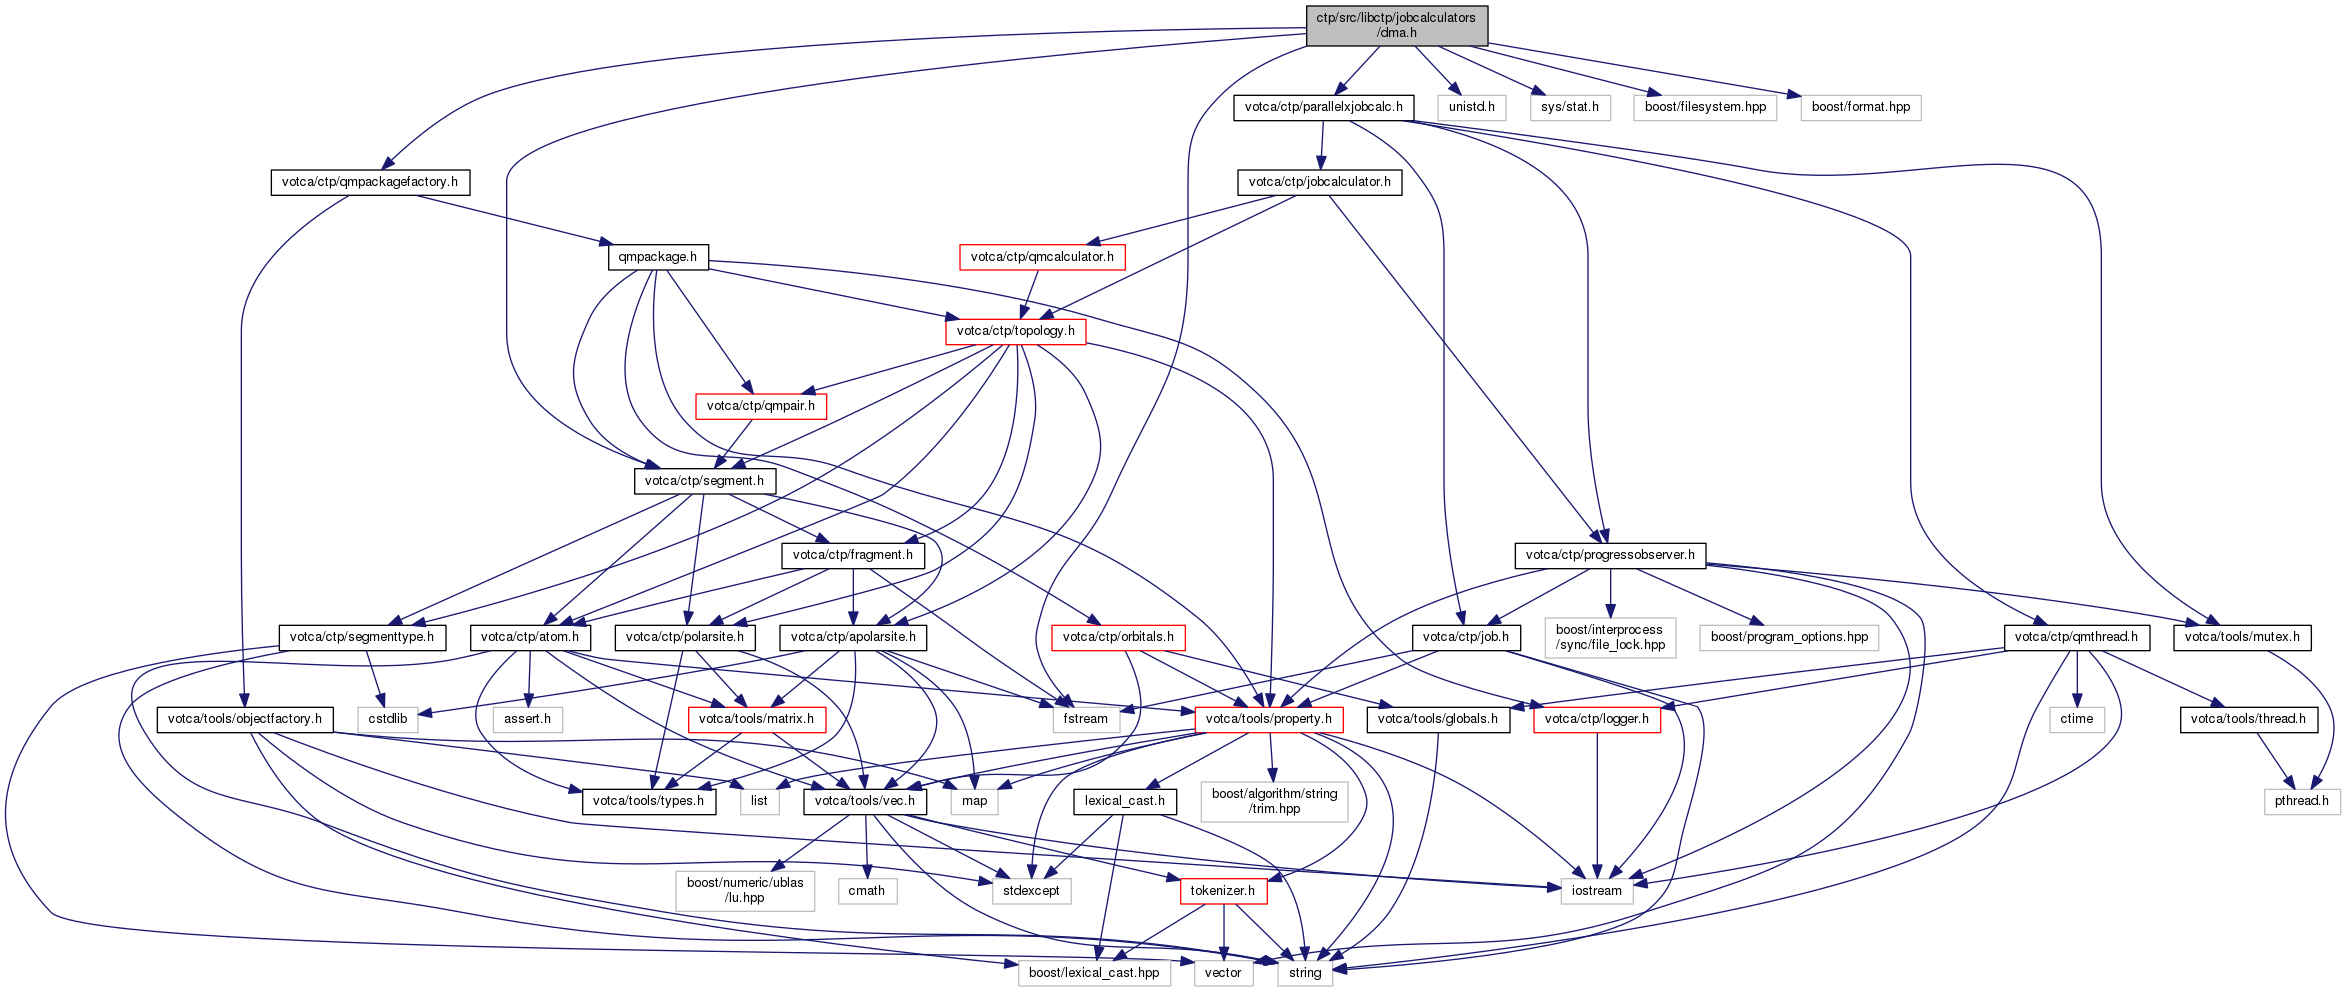 ctp/src/libctp/jobcalculators
/dma.h
votca/ctp/parallelxjobcalc.h
unistd.h
sys/stat.h
boost/filesystem.hpp
boost/format.hpp
votca/ctp/qmpackagefactory.h
votca/ctp/jobcalculator.h
qmpackage.h
votca/ctp/qmcalculator.h
votca/ctp/topology.h
votca/ctp/qmpair.h
votca/ctp/segment.h
votca/ctp/fragment.h
votca/ctp/progressobserver.h
votca/ctp/segmenttype.h
votca/ctp/atom.h
votca/ctp/polarsite.h
votca/ctp/apolarsite.h
votca/ctp/orbitals.h
votca/ctp/job.h
boost/interprocess
/sync/file_lock.hpp
boost/program_options.hpp
votca/ctp/qmthread.h
votca/tools/mutex.h
votca/tools/objectfactory.h
cstdlib
assert.h
votca/tools/matrix.h
fstream
votca/tools/property.h
votca/tools/globals.h
votca/ctp/logger.h
ctime
votca/tools/thread.h
votca/tools/types.h
list
votca/tools/vec.h
map
lexical_cast.h
boost/algorithm/string
/trim.hpp
pthread.h
boost/numeric/ublas
/lu.hpp
cmath
stdexcept
tokenizer.h
iostream
boost/lexical_cast.hpp
vector
string